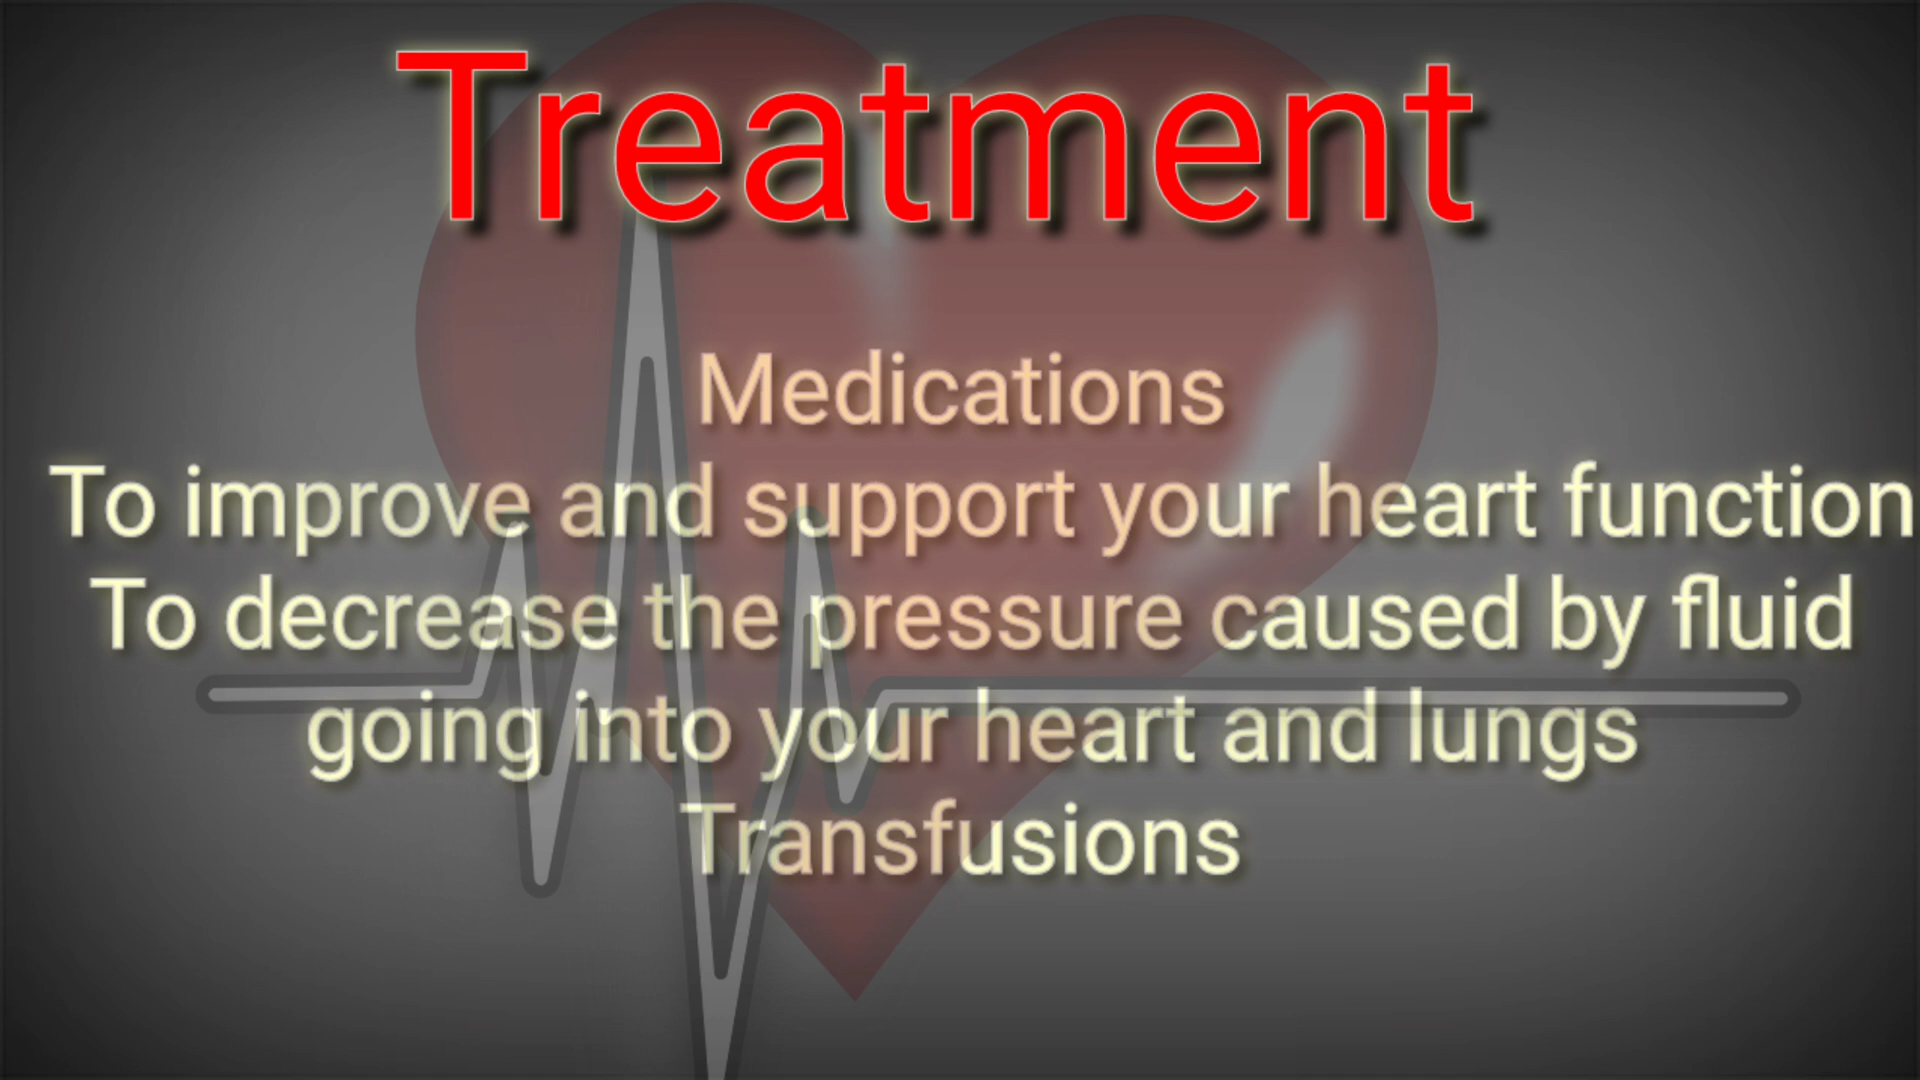 Treatment
Medications
To improve and support your heart function
To decrease the pressure caused by fluid
going into your heart and lungs
Transfusions